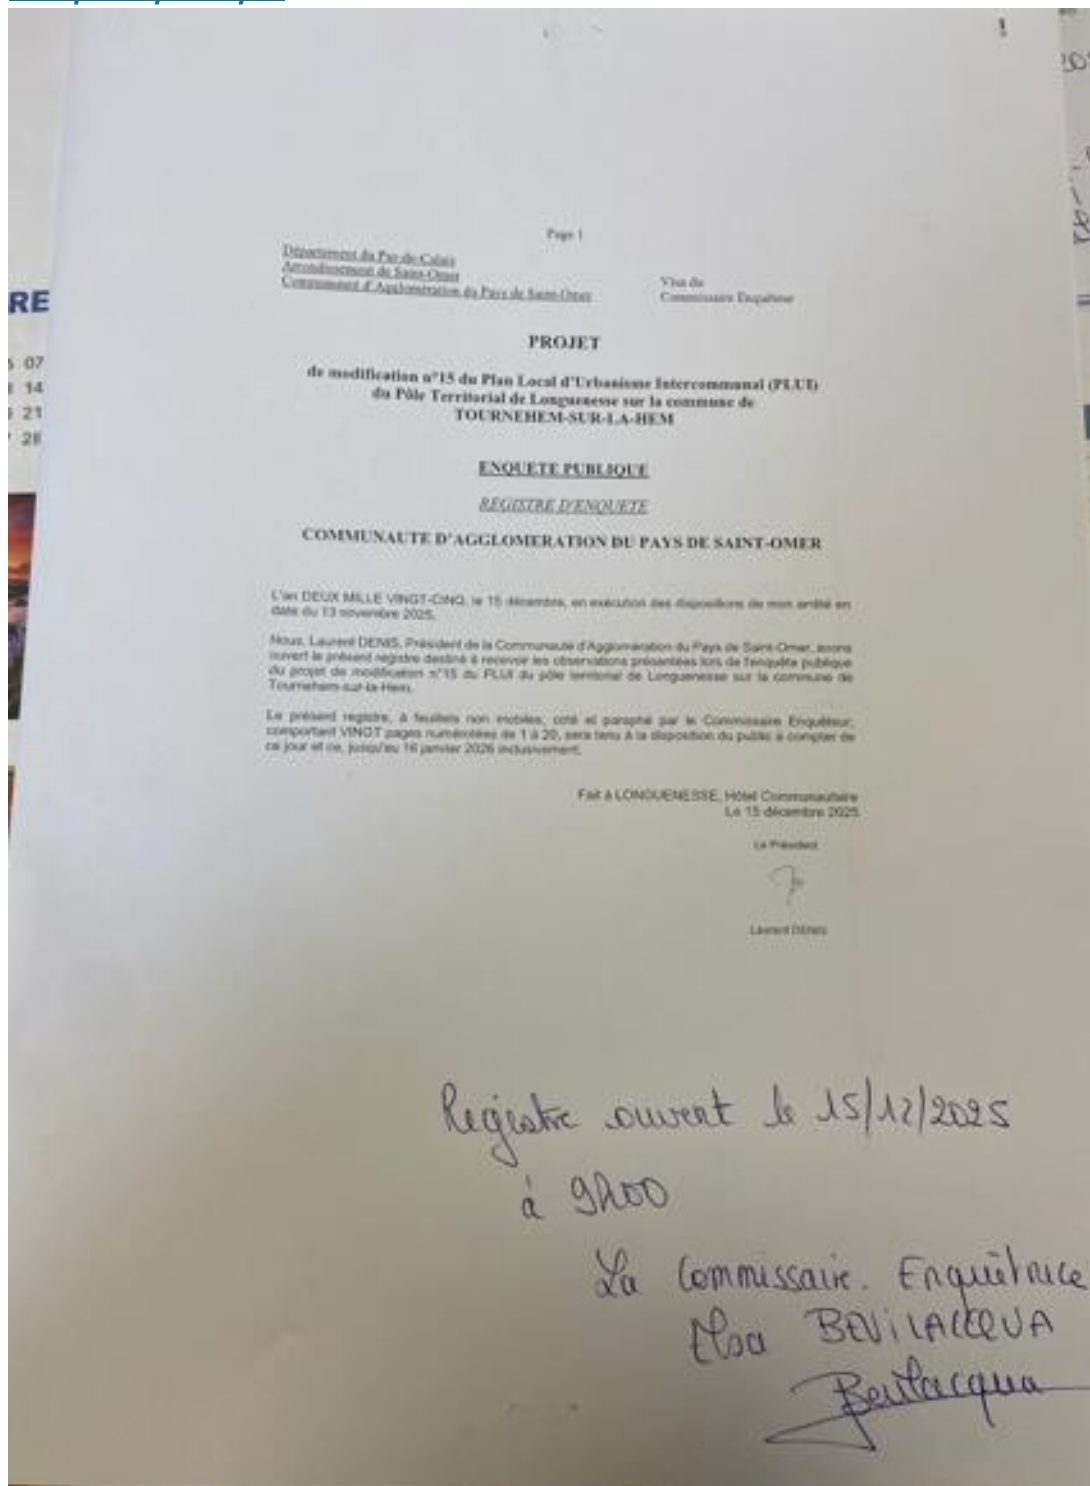 Page 1
Département du Pas-de-Calais
Arrondissement de Saint-Omer
Communauté d'Agglomération du Pays de Saint-Omer
Visa du
Commissaire Enquêteur
PROJET
de modification n°15 du Plan Local d'Urbanisme Intercommunal (PLUI)
du Pôle Territorial de Longuenesse sur la commune de
TOURNEHEM-SUR-LA-HEM
ENQUETE PUBLIQUE
REGISTRE D'ENQUETE
COMMUNAUTE D'AGGLOMERATION DU PAYS DE SAINT-OMER
L'an DEUX MILLE VINGT-CINQ, le 15 décembre, en exécution des dispositions de mon arrêté en
date du 13 novembre 2025,
Nous, Laurent DENIS, Président de la Communauté d'Agglomération du Pays de Saint-Omer, avons
ouvert le présent registre destiné à recevoir les observations présentées lors de l'enquête publique
du projet de modification n°15 du PLUI du pôle territorial de Longuenesse sur la commune de
Tournehem-sur-la-Hem.
Le présent registre, à feuillets non mobiles, coté et paraphé par le Commissaire Enquêteur,
comportant VINGT pages numérotées de 1 à 20, sera tenu à la disposition du public à compter de
ce jour et ce, jusqu'au 16 janvier 2026 inclusivement.
Fait à LONGUENESSE, Hôtel Communautaire
Le 15 décembre 2025
Le Président
Laurent DENIS
Registre ouvert le 15/12/2025
à 9h00
La Commissaire. Enquêtrice
Elsa BEVILACQUA
Bevilacqua
RE
07
14
21
28